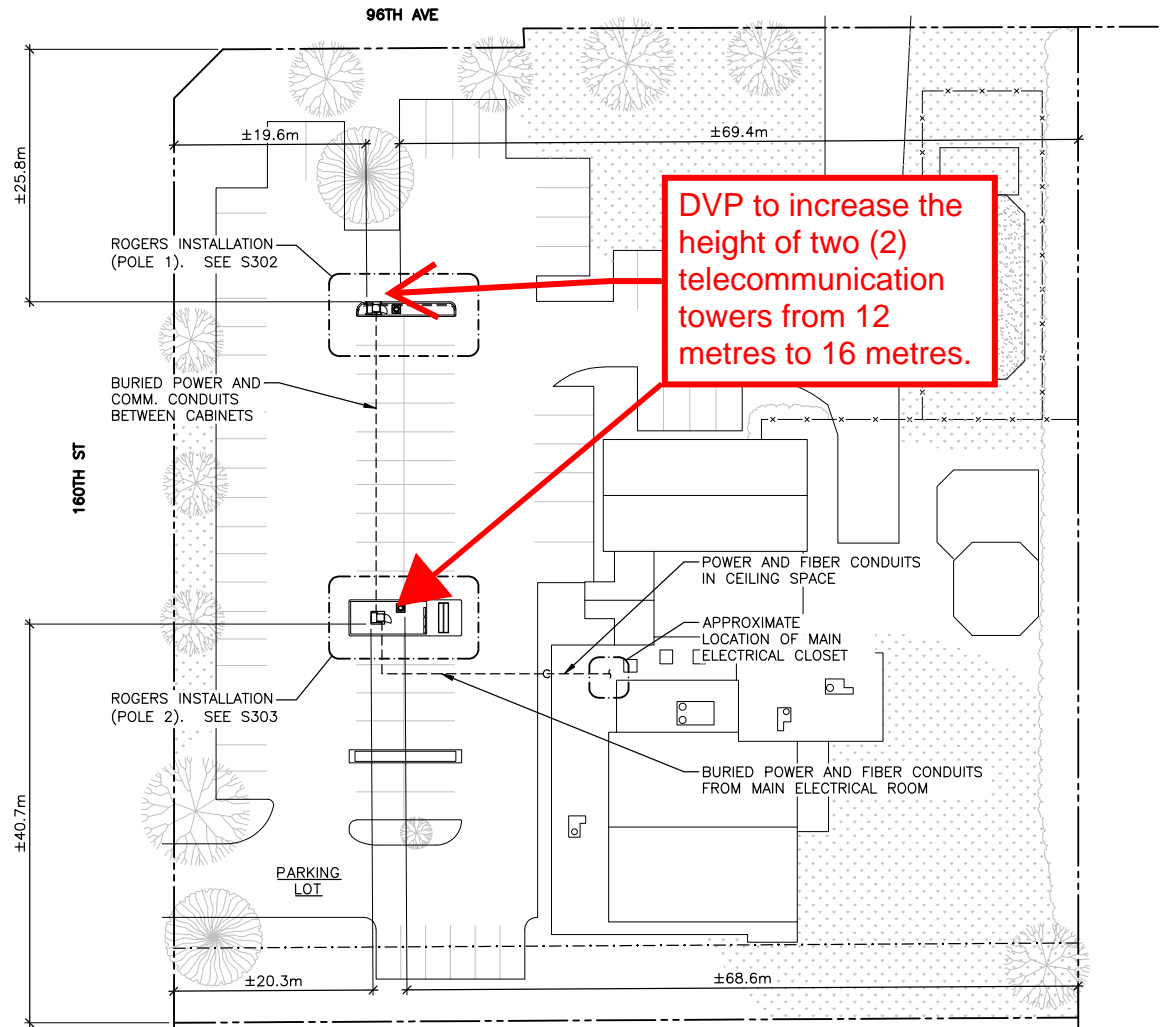 96TH AVE
±19.6m
±69.4m
±25.8m
DVP to increase the
height of two (2)
telecommunication
towers from 12
metres to 16 metres.
ROGERS INSTALLATION
(POLE 1).  SEE S302
BURIED POWER AND
COMM. CONDUITS
BETWEEN CABINETS
160TH ST
POWER AND FIBER CONDUITS
IN CEILING SPACE
APPROXIMATE
LOCATION OF MAIN
ELECTRICAL CLOSET
ROGERS INSTALLATION
(POLE 2).  SEE S303
BURIED POWER AND FIBER CONDUITS
FROM MAIN ELECTRICAL ROOM
±40.7m
PARKING
LOT
±20.3m
±68.6m